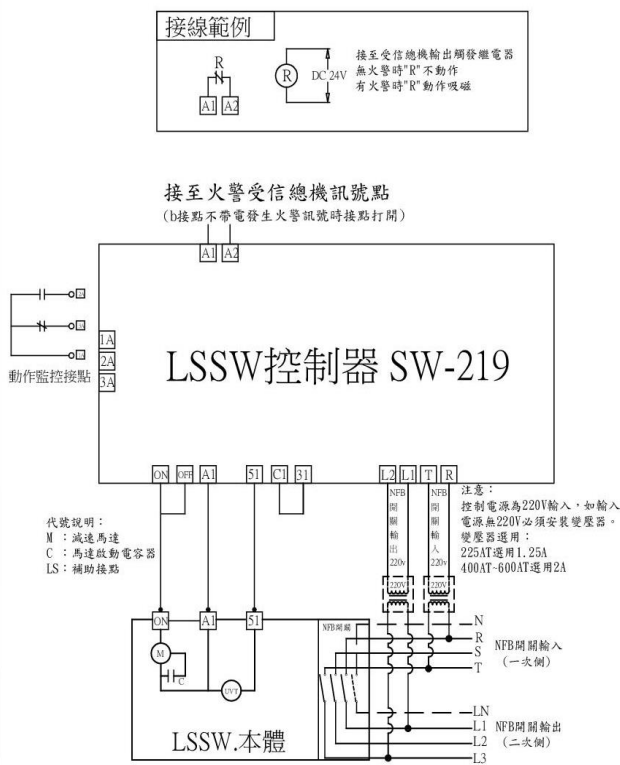 接線範例
R
A1 A2
R
DC 24V
接至受信總機輸出觸發繼電器
無火警時"R"不動作
有火警時"R"動作吸磁
接至火警受信總機訊號點
(b接點不帶電發生火警訊號時接點打開)
A1 A2
動作監控接點
1A
2A
3A
LSSW控制器 SW-219
ON OFF A1 51 C1 31 L2 L1 T R
代號說明：
M ：減速馬達
C ：馬達啟動電容器
LS：補助接點
NFB開關輸出220v
NFB開關輸入220v
注意：
控制電源為220V輸入，如輸入
電源無220V必須安裝變壓器。
變壓器選用：
225AT選用1.25A
400AT~600AT選用2A
220V 220V
ON A1 51
M
C
UVT
LSSW.本體
NFB開關
N
R
S
T
NFB開關輸入
(一次側)
LN
L1
L2
L3
NFB開關輸出
(二次側)